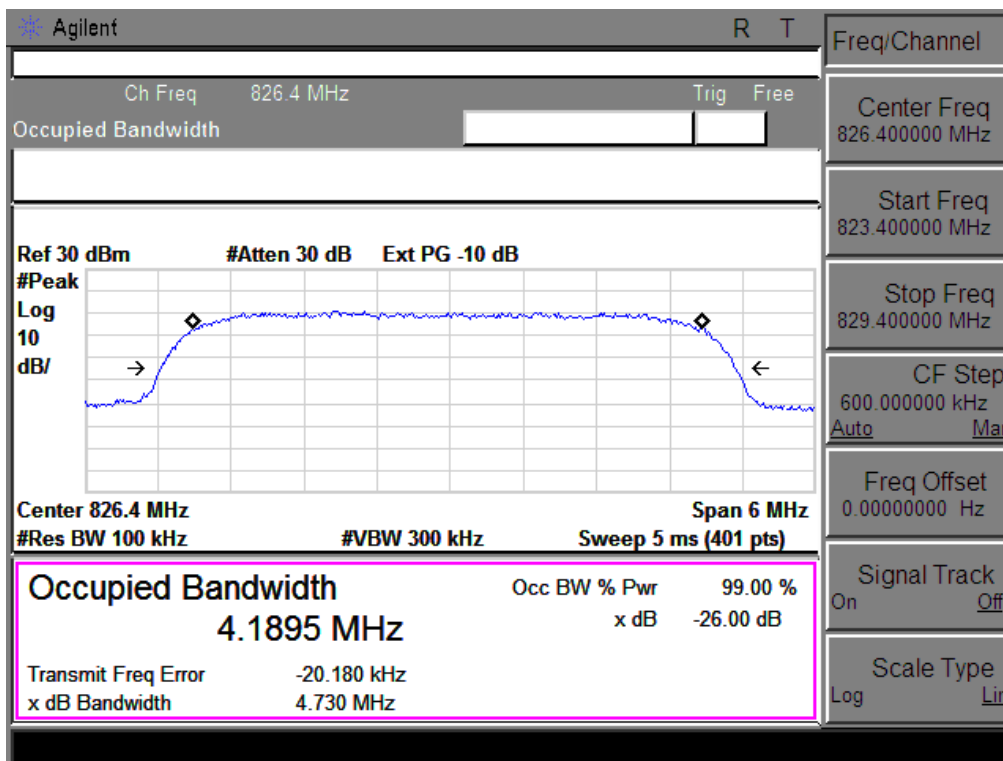 Agilent R T
Ch Freq 826.4 MHz Trig Free
Occupied Bandwidth
Ref 30 dBm #Atten 30 dB Ext PG -10 dB
#Peak
Log
10
dB/
Center 826.4 MHz Span 6 MHz
#Res BW 100 kHz #VBW 300 kHz Sweep 5 ms (401 pts)
Occupied Bandwidth
4.1895 MHz
Occ BW % Pwr 99.00 %
x dB -26.00 dB
Transmit Freq Error -20.180 kHz
x dB Bandwidth 4.730 MHz
Freq/Channel
Center Freq
826.400000 MHz
Start Freq
823.400000 MHz
Stop Freq
829.400000 MHz
CF Step
600.000000 kHz
Auto Ma
Freq Offset
0.00000000 Hz
Signal Track
On Off
Scale Type
Log Li